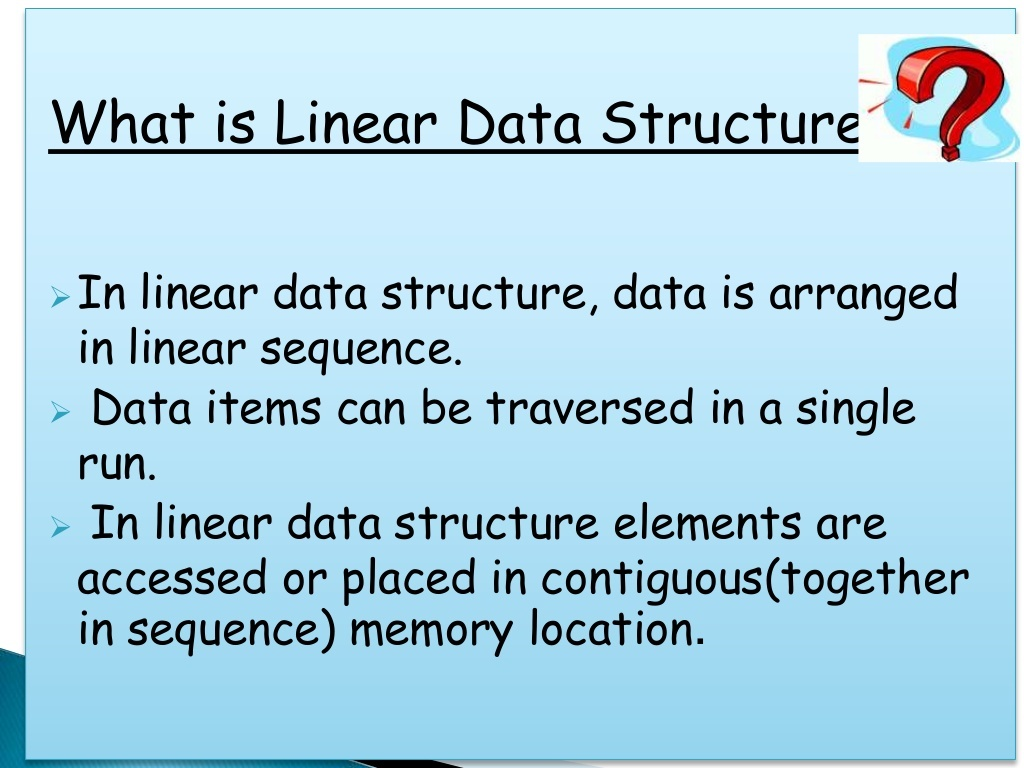 What is Linear Data Structure
In linear data structure, data is arranged
in linear sequence.
Data items can be traversed in a single
run.
In linear data structure elements are
accessed or placed in contiguous(together
in sequence) memory location.